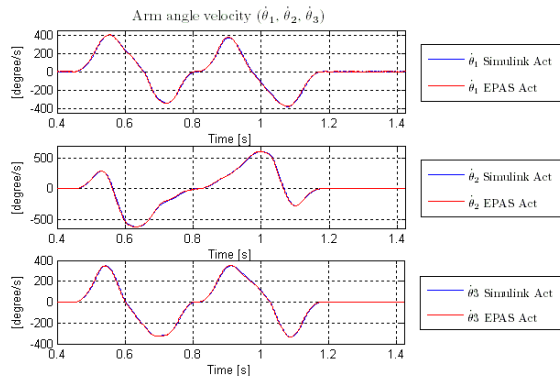 Arm angle velocity (θ̇₁, θ̇₂, θ̇₃)
400
200
0
-200
-400
[degree/s]
0.4 0.6 0.8 1 1.2 1.4
Time [s]
θ̇₁ Simulink Act
θ̇₁ EPAS Act
500
0
-500
[degree/s]
0.4 0.6 0.8 1 1.2 1.4
Time [s]
θ̇₂ Simulink Act
θ̇₂ EPAS Act
400
200
0
-200
-400
[degree/s]
0.4 0.6 0.8 1 1.2 1.4
Time [s]
θ̇3 Simulink Act
θ̇3 EPAS Act